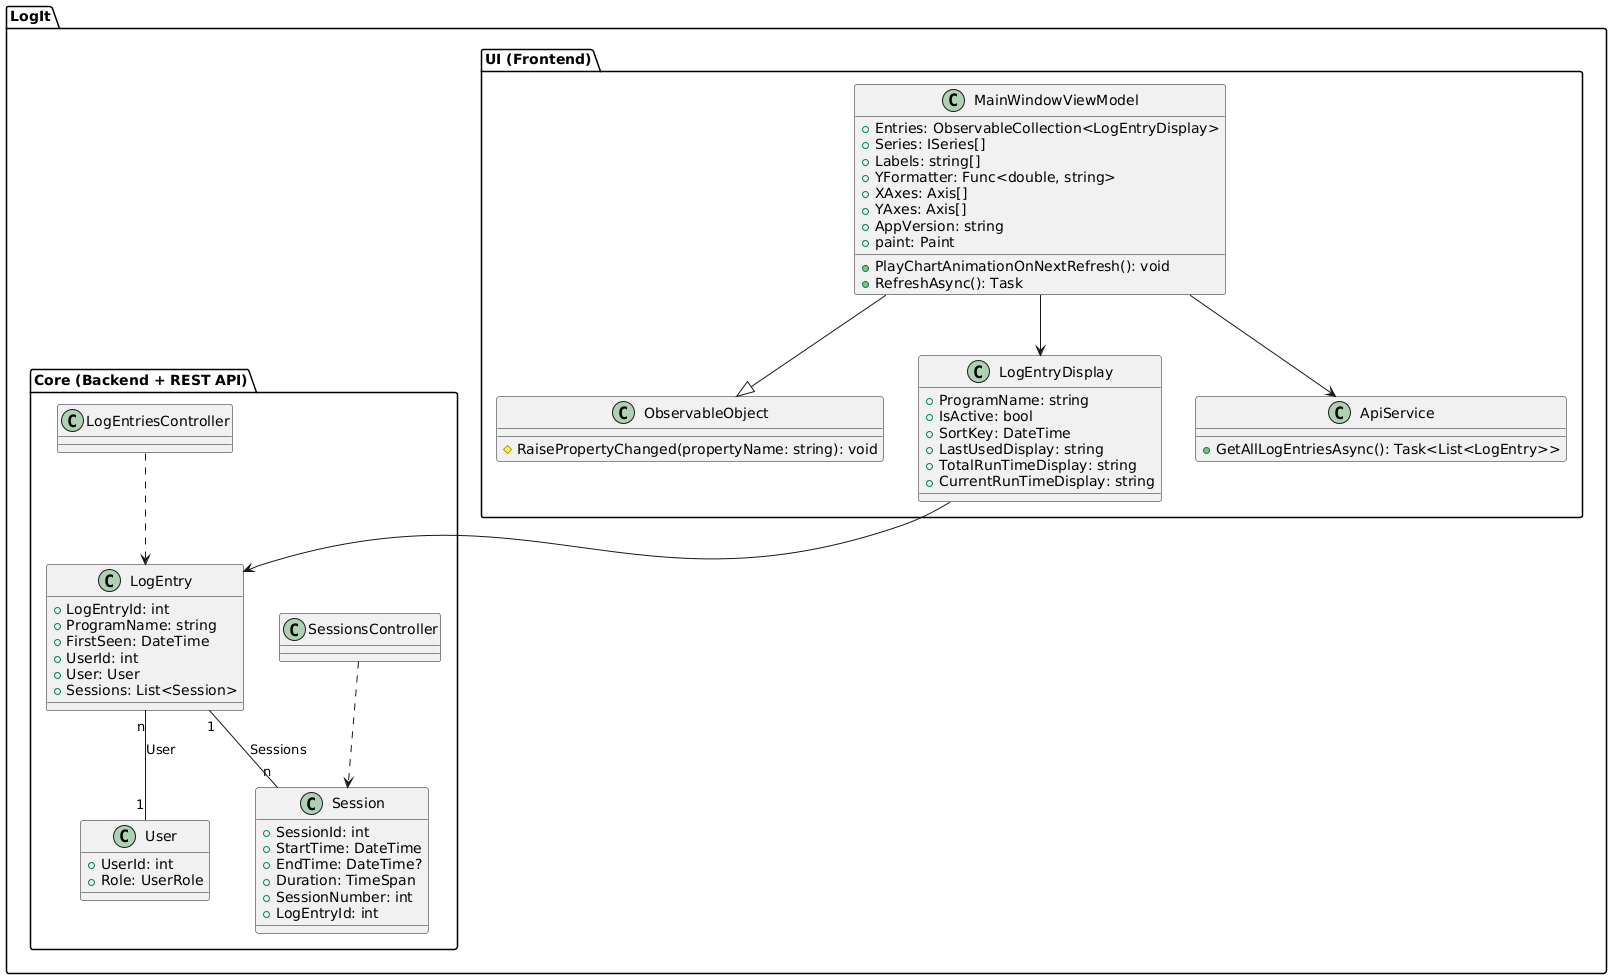 LogIt
UI (Frontend)
C MainWindowViewModel
Entries: ObservableCollection<LogEntryDisplay>
Series: ISeries[]
Labels: string[]
YFormatter: Func<double, string>
XAxes: Axis[]
YAxes: Axis[]
AppVersion: string
paint: Paint
PlayChartAnimationOnNextRefresh(): void
RefreshAsync(): Task
C ObservableObject
RaisePropertyChanged(propertyName: string): void
C LogEntryDisplay
ProgramName: string
IsActive: bool
SortKey: DateTime
LastUsedDisplay: string
TotalRunTimeDisplay: string
CurrentRunTimeDisplay: string
C ApiService
GetAllLogEntriesAsync(): Task<List<LogEntry>>
Core (Backend + REST API)
C LogEntriesController
C LogEntry
LogEntryId: int
ProgramName: string
FirstSeen: DateTime
UserId: int
User: User
Sessions: List<Session>
C SessionsController
n
User
1
1
Sessions
n
C User
UserId: int
Role: UserRole
C Session
SessionId: int
StartTime: DateTime
EndTime: DateTime?
Duration: TimeSpan
SessionNumber: int
LogEntryId: int